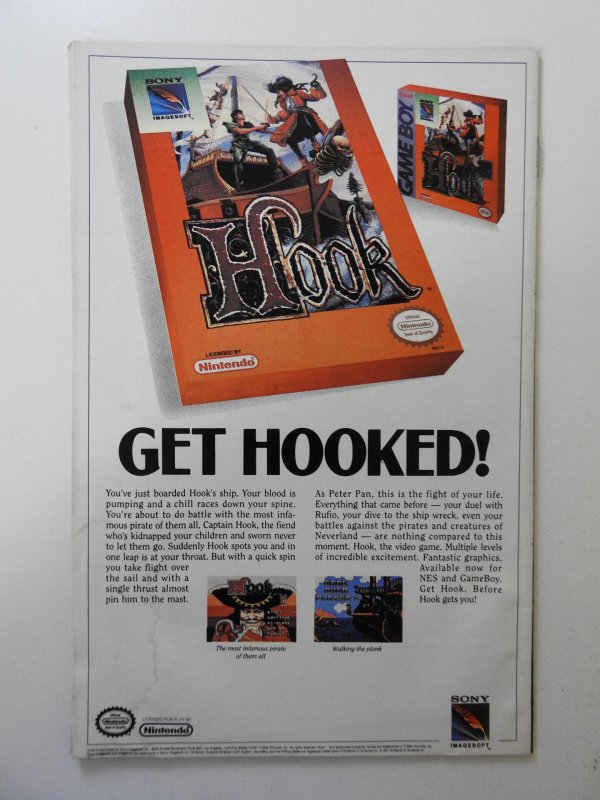 SONY
IMAGESOFT
Hook
LICENSED BY
Nintendo
Official
Nintendo
Seal of Quality
GAME BOY
Hook
GET HOOKED!
You've just boarded Hook's ship. Your blood is
pumping and a chill races down your spine.
You're about to do battle with the most infa-
mous pirate of them all, Captain Hook, the fiend
who's kidnapped your children and sworn never
to let them go. Suddenly Hook spots you and in
one leap is at your throat. But with a quick spin
you take flight over
the sail and with a
single thrust almost
pin him to the mast.
As Peter Pan, this is the fight of your life.
Everything that came before — your duel with
Rufio, your dive to the ship wreck, even your
battles against the pirates and creatures of
Neverland — are nothing compared to this
moment. Hook, the video game. Multiple levels
of incredible excitement. Fantastic graphics.
Available now for
NES and GameBoy.
Get Hook. Before
Hook gets you!
Hook
The most infamous pirate
of them all
Walking the plank
Official
Nintendo
Seal of Quality
LICENSED FOR PLAY BY
Nintendo
SONY
IMAGESOFT